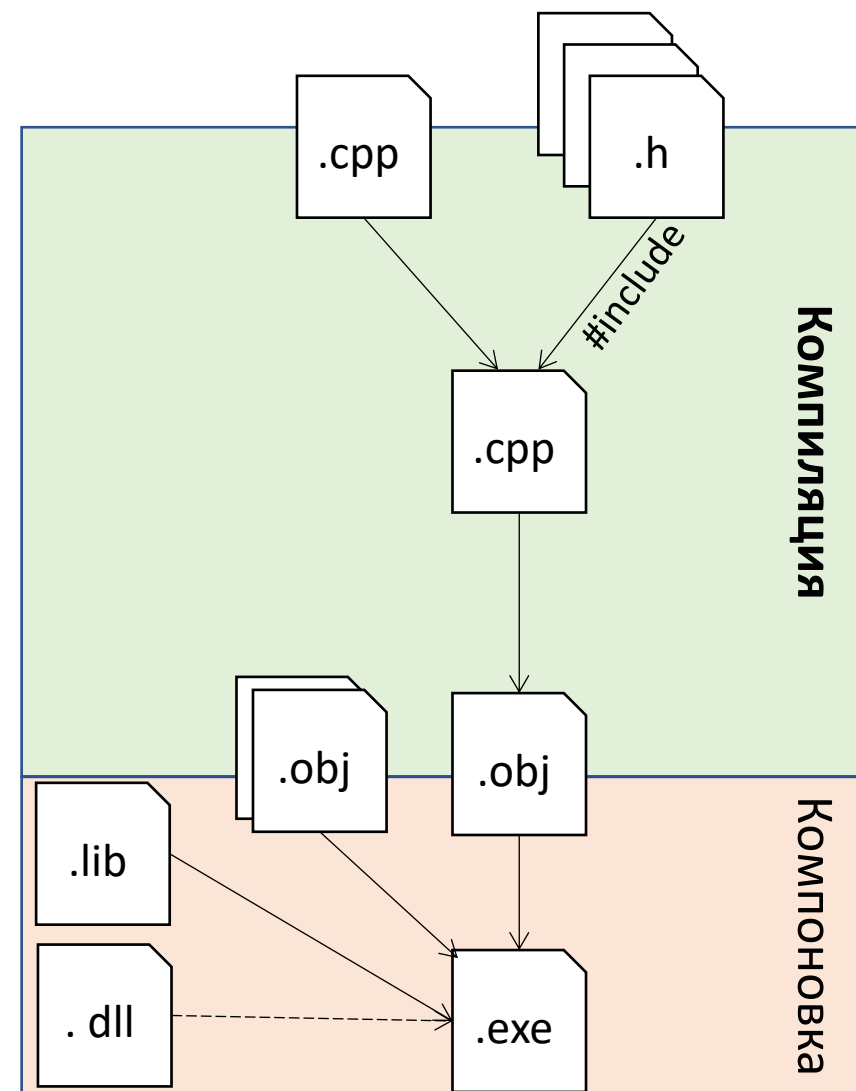 .cpp
.h
#include
.cpp
Компиляция
.obj
.obj
Компоновка
.lib
. dll
.exe